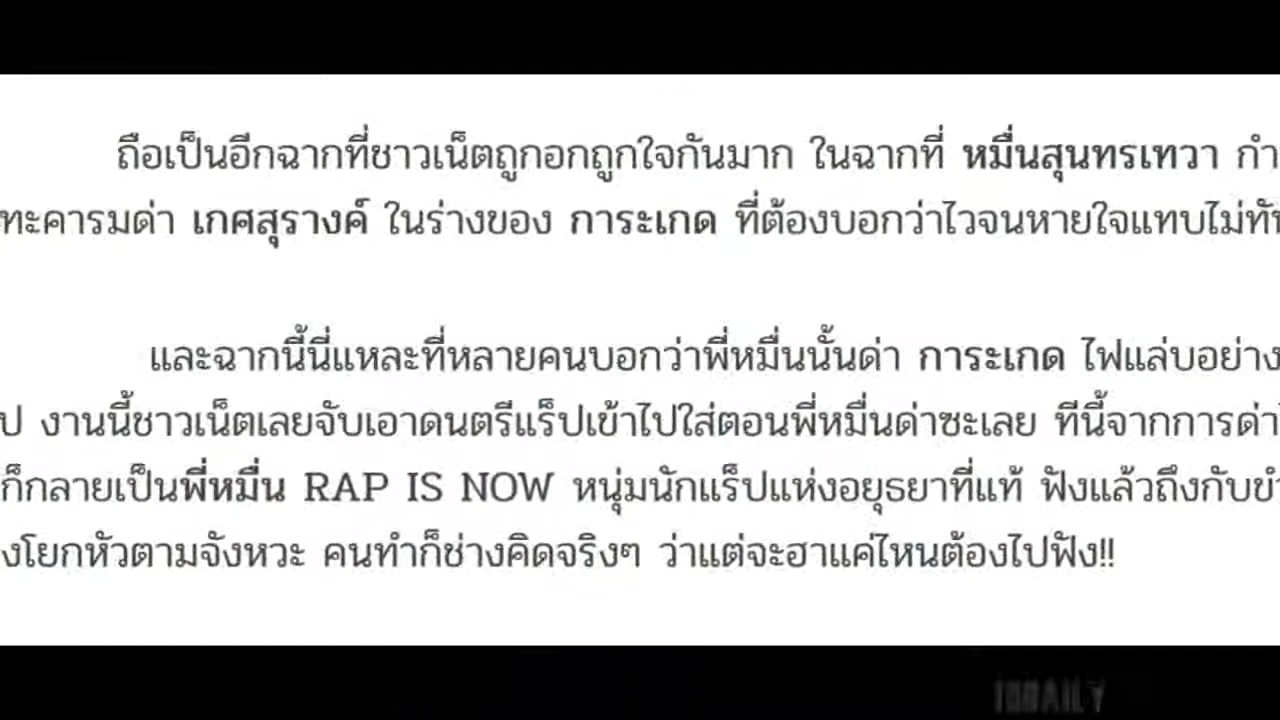 ถือเป็นอีกฉากที่ชาวเน็ตถูกอกถูกใจกันมาก ในฉากที่ หมื่นสุนทรเทวา กำ
ทะคารมด่า เกศสุรางค์ ในร่างของ การะเกด ที่ต้องบอกว่าไวจนหายใจแทบไม่ทัน
และฉากนี้นี่แหละที่หลายคนบอกว่าพี่หมื่นนั้นด่า การะเกด ไฟแล่บอย่าง
ป งานนี้ชาวเน็ตเลยจับเอาดนตรีแร็ปเข้าไปใส่ตอนพี่หมื่นด่าซะเลย ทีนี้จากการด่า
ก็กลายเป็นพี่หมื่น RAP IS NOW หนุ่มนักแร็ปแห่งอยุธยาที่แท้ ฟังแล้วถึงกับขำ
งโยกหัวตามจังหวะ คนทำก็ช่างคิดจริงๆ ว่าแต่จะฮาแค่ไหนต้องไปฟัง!!